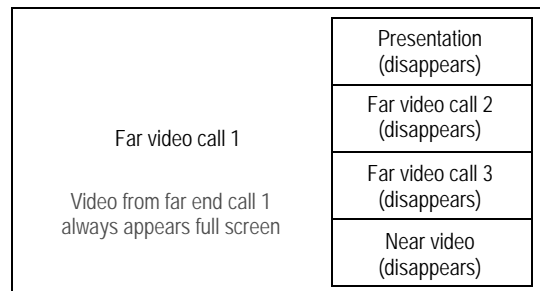 Far video call 1
Video from far end call 1
always appears full screen
Presentation
(disappears)
Far video call 2
(disappears)
Far video call 3
(disappears)
Near video
(disappears)